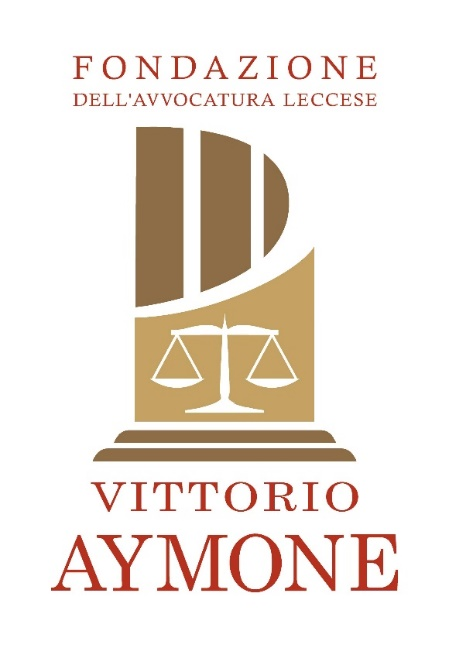 FONDAZIONE
DELL'AVVOCATURA LECCESE
VITTORIO
AYMONE